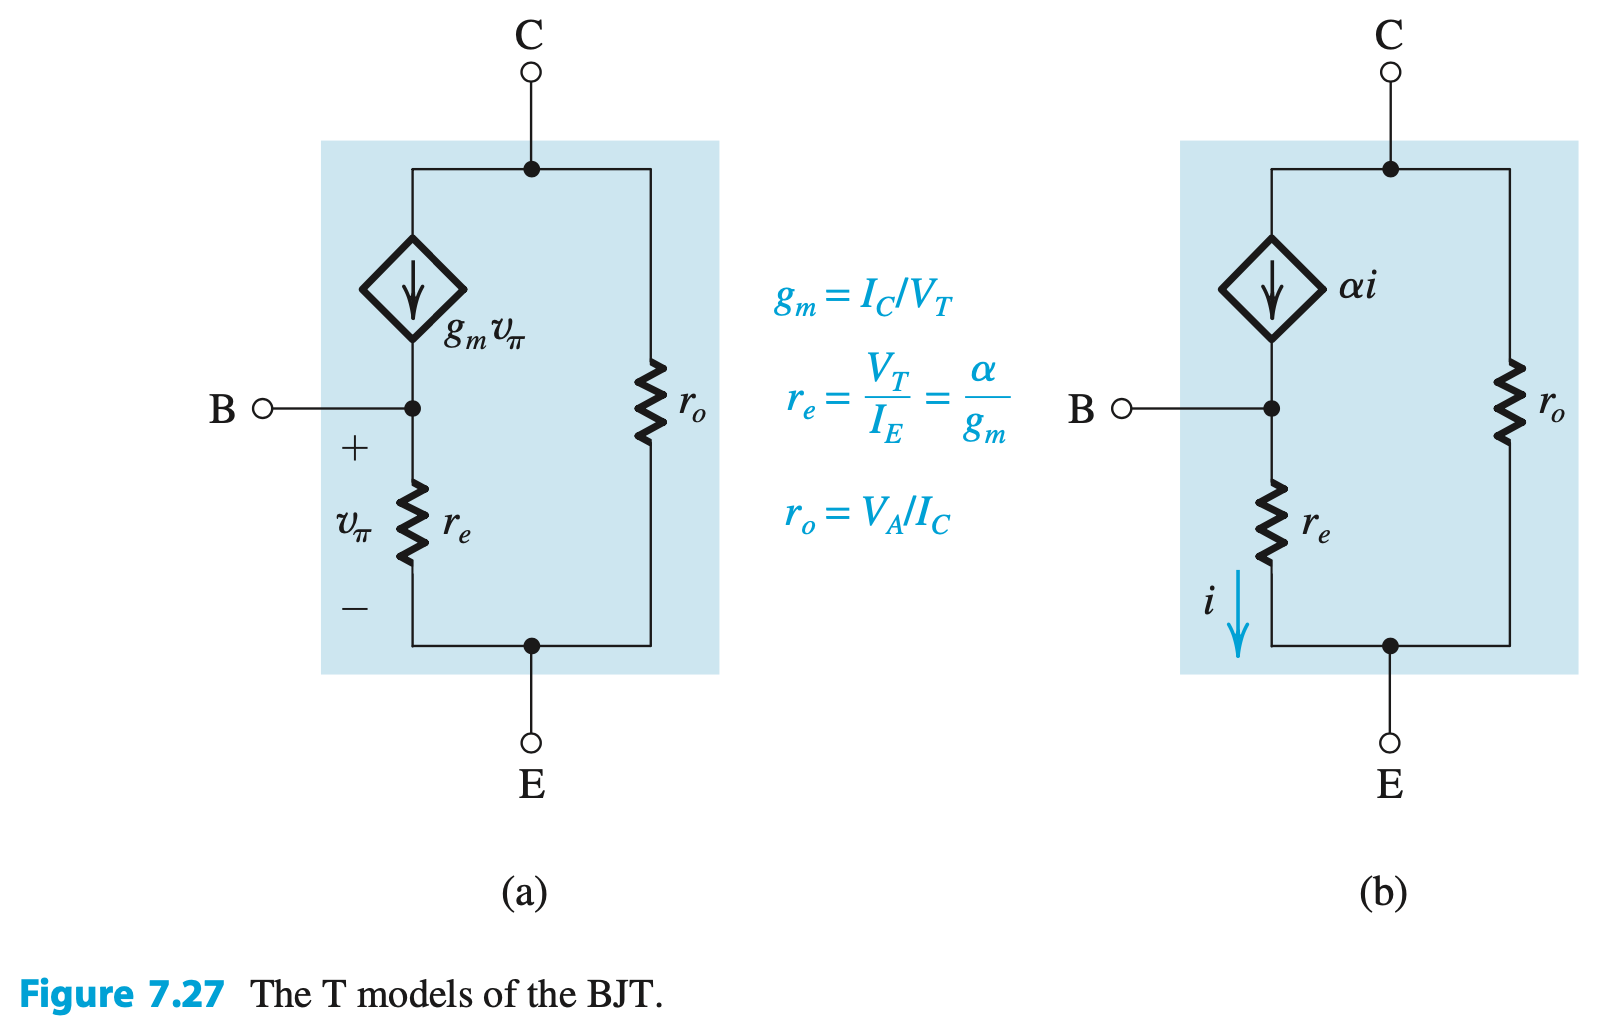 C
g_m v_π
B
+
v_π
−
r_e
r_o
E
(a)
g_m = I_C/V_T
r_e = V_T/I_E = α/g_m
r_o = V_A/I_C
C
αi
B
r_e
i
r_o
E
(b)
Figure 7.27 The T models of the BJT.